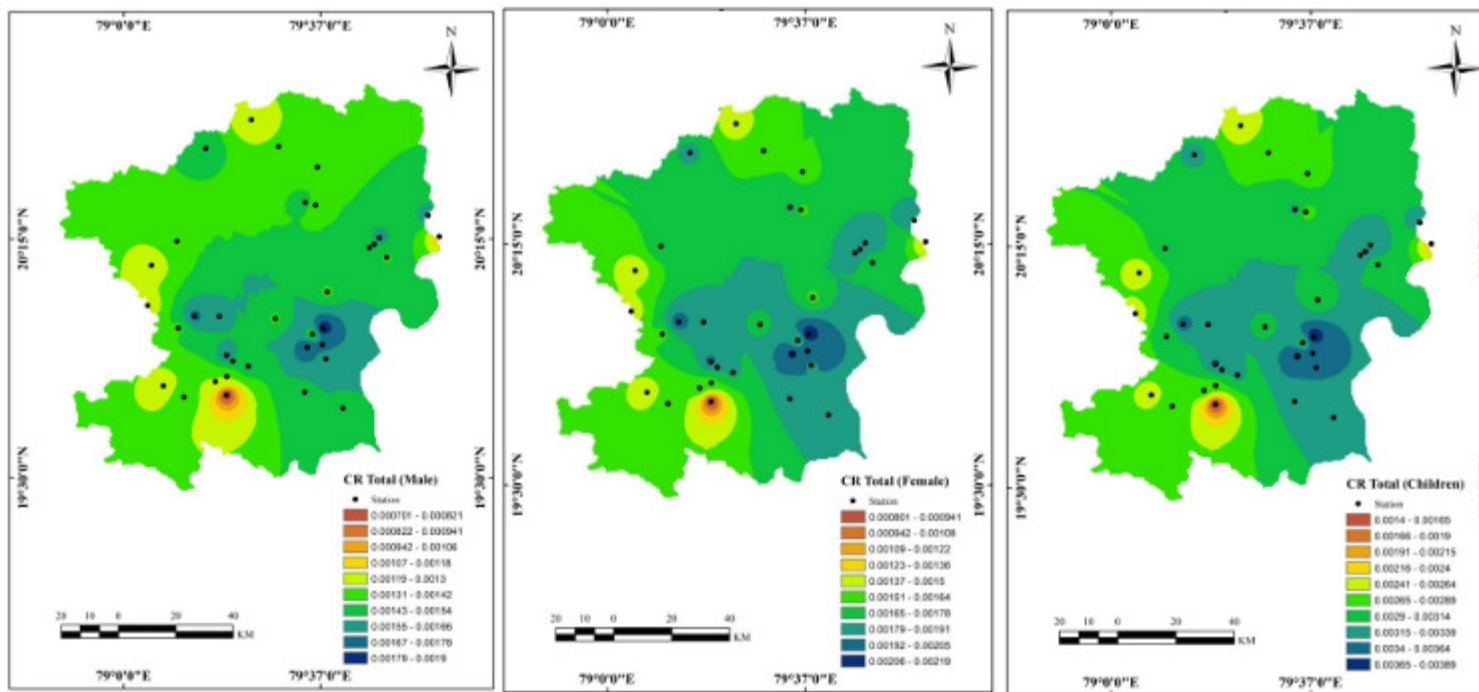 79°0'0"E
79°37'0"E
N
20°15'0"N
20°15'0"N
19°30'0"N
19°30'0"N
CR Total (Male)
Station
0.000701 - 0.000821
0.000822 - 0.000941
0.000942 - 0.00106
0.00107 - 0.00118
0.00119 - 0.0013
0.00131 - 0.00142
0.00143 - 0.00154
0.00155 - 0.00166
0.00167 - 0.00178
0.00179 - 0.0019
20 10 0 20 40
KM
79°0'0"E
79°37'0"E
79°0'0"E
79°37'0"E
N
20°15'0"N
19°30'0"N
CR Total (Female)
Station
0.000801 - 0.000941
0.000942 - 0.00108
0.00109 - 0.00122
0.00123 - 0.00136
0.00137 - 0.0015
0.00151 - 0.00164
0.00165 - 0.00178
0.00179 - 0.00191
0.00192 - 0.00205
0.00206 - 0.00219
20 10 0 20 40
KM
79°0'0"E
79°37'0"E
79°0'0"E
79°37'0"E
N
20°15'0"N
19°30'0"N
CR Total (Children)
Station
0.0014 - 0.00165
0.00166 - 0.0019
0.00191 - 0.00215
0.00216 - 0.0024
0.00241 - 0.00264
0.00265 - 0.00289
0.0029 - 0.00314
0.00315 - 0.00339
0.0034 - 0.00364
0.00365 - 0.00389
20 10 0 20 40
KM
79°0'0"E
79°37'0"E